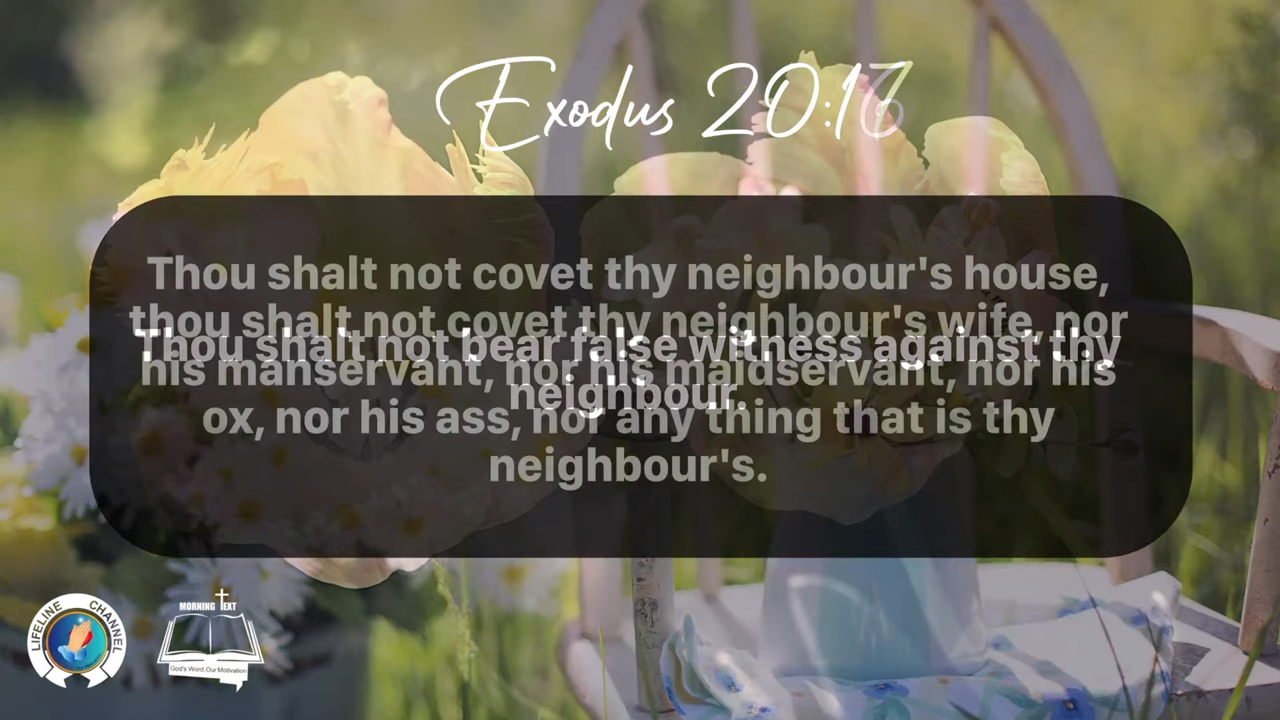 Exodus 20:17
Thou shalt not covet thy neighbour's house,
thou shalt not covet thy neighbour's wife, nor
his manservant, nor his maidservant, nor his
ox, nor his ass, nor any thing that is thy
neighbour's.
Thou shalt not bear false witness against thy
neighbour.
LIFELINE CHANNEL
MORNING TEXT
God's Word, Our Motivation